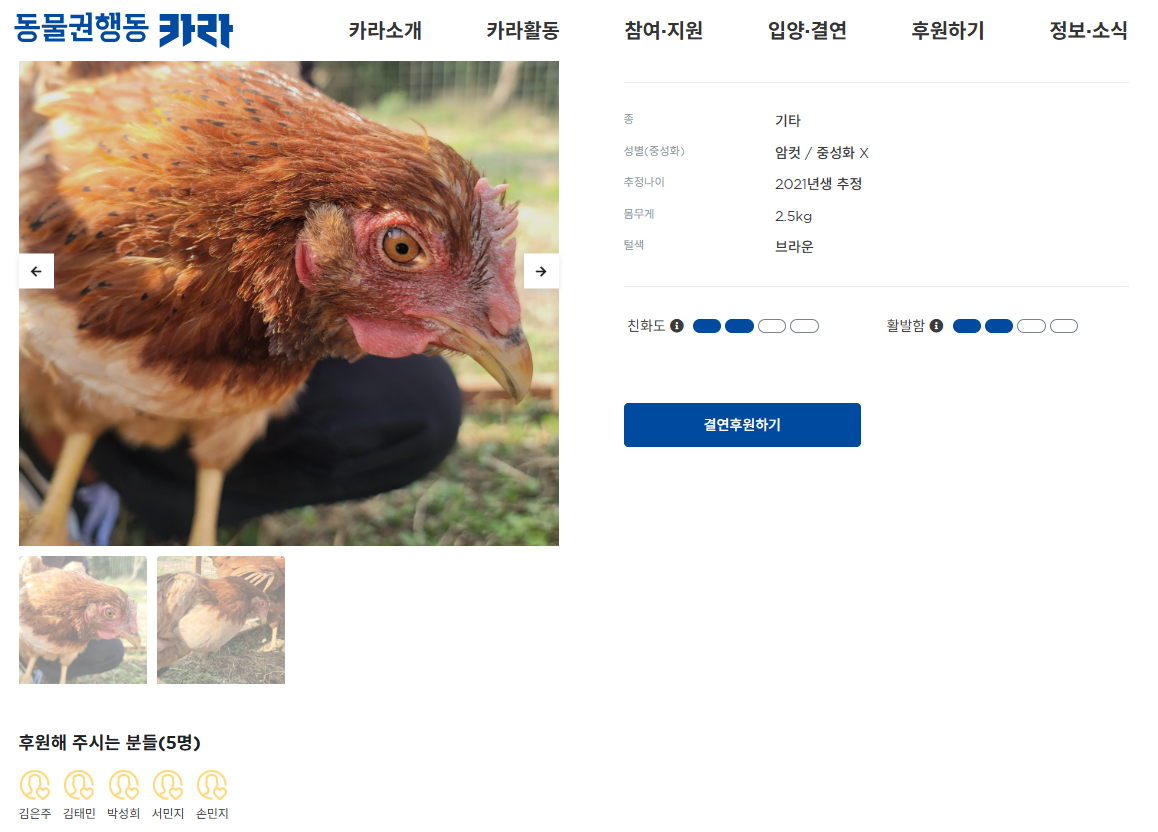 동물권행동 카라
카라소개 카라활동 참여·지원 입양·결연 후원하기 정보·소식
종 기타
성별(중성화) 암컷 / 중성화 X
추정나이 2021년생 추정
몸무게 2.5kg
털색 브라운
친화도 활발함
결연후원하기
후원해 주시는 분들(5명)
김은주 김태민 박성희 서민지 손민지